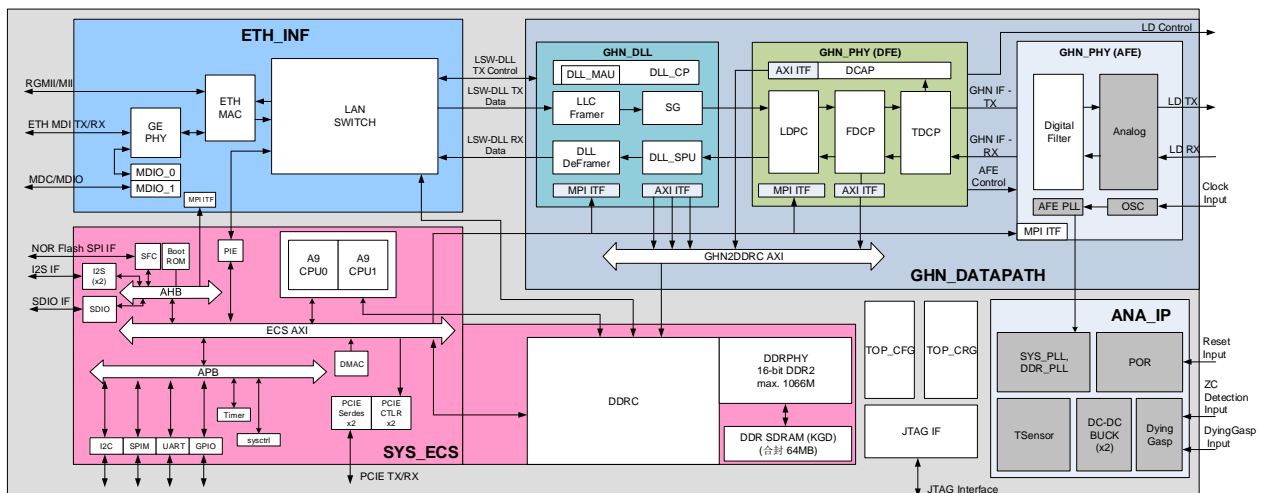 ETH_INF
RGMII/MII
ETH MDI TX/RX
MDC/MDIO
ETH
MAC
GE
PHY
MDIO_0
MDIO_1
MPI ITF
LAN
SWITCH
LSW-DLL
TX Control
LSW-DLL TX
Data
LSW-DLL RX
Data
GHN_DLL
DLL_MAU
DLL_CP
LLC
Framer
SG
DLL
DeFramer
DLL_SPU
MPI ITF
AXI ITF
GHN_PHY (DFE)
AXI ITF
DCAP
LDPC
FDCP
TDCP
MPI ITF
AXI ITF
GHN IF -
TX
GHN IF -
RX
AFE
Control
GHN_PHY (AFE)
Digital
Filter
Analog
AFE PLL
OSC
MPI ITF
LD Control
LD TX
LD RX
Clock
Input
GHN2DDRC AXI
GHN_DATAPATH
NOR Flash SPI IF
I2S IF
SDIO IF
SFC
Boot
ROM
I2S
(x2)
SDIO
AHB
PIE
A9
CPU0
A9
CPU1
ECS AXI
APB
DMAC
Timer
sysctrl
PCIE
Serdes
x2
PCIE
CTLR
x2
I2C
SPIM
UART
GPIO
SYS_ECS
PCIE TX/RX
DDRC
DDRPHY
16-bit DDR2
max. 1066M
DDR SDRAM (KGD)
(合封 64MB)
TOP_CFG
TOP_CRG
JTAG IF
JTAG Interface
ANA_IP
SYS_PLL,
DDR_PLL
POR
TSensor
DC-DC
BUCK
(x2)
Dying
Gasp
Reset
Input
ZC
Detection
Input
DyingGasp
Input